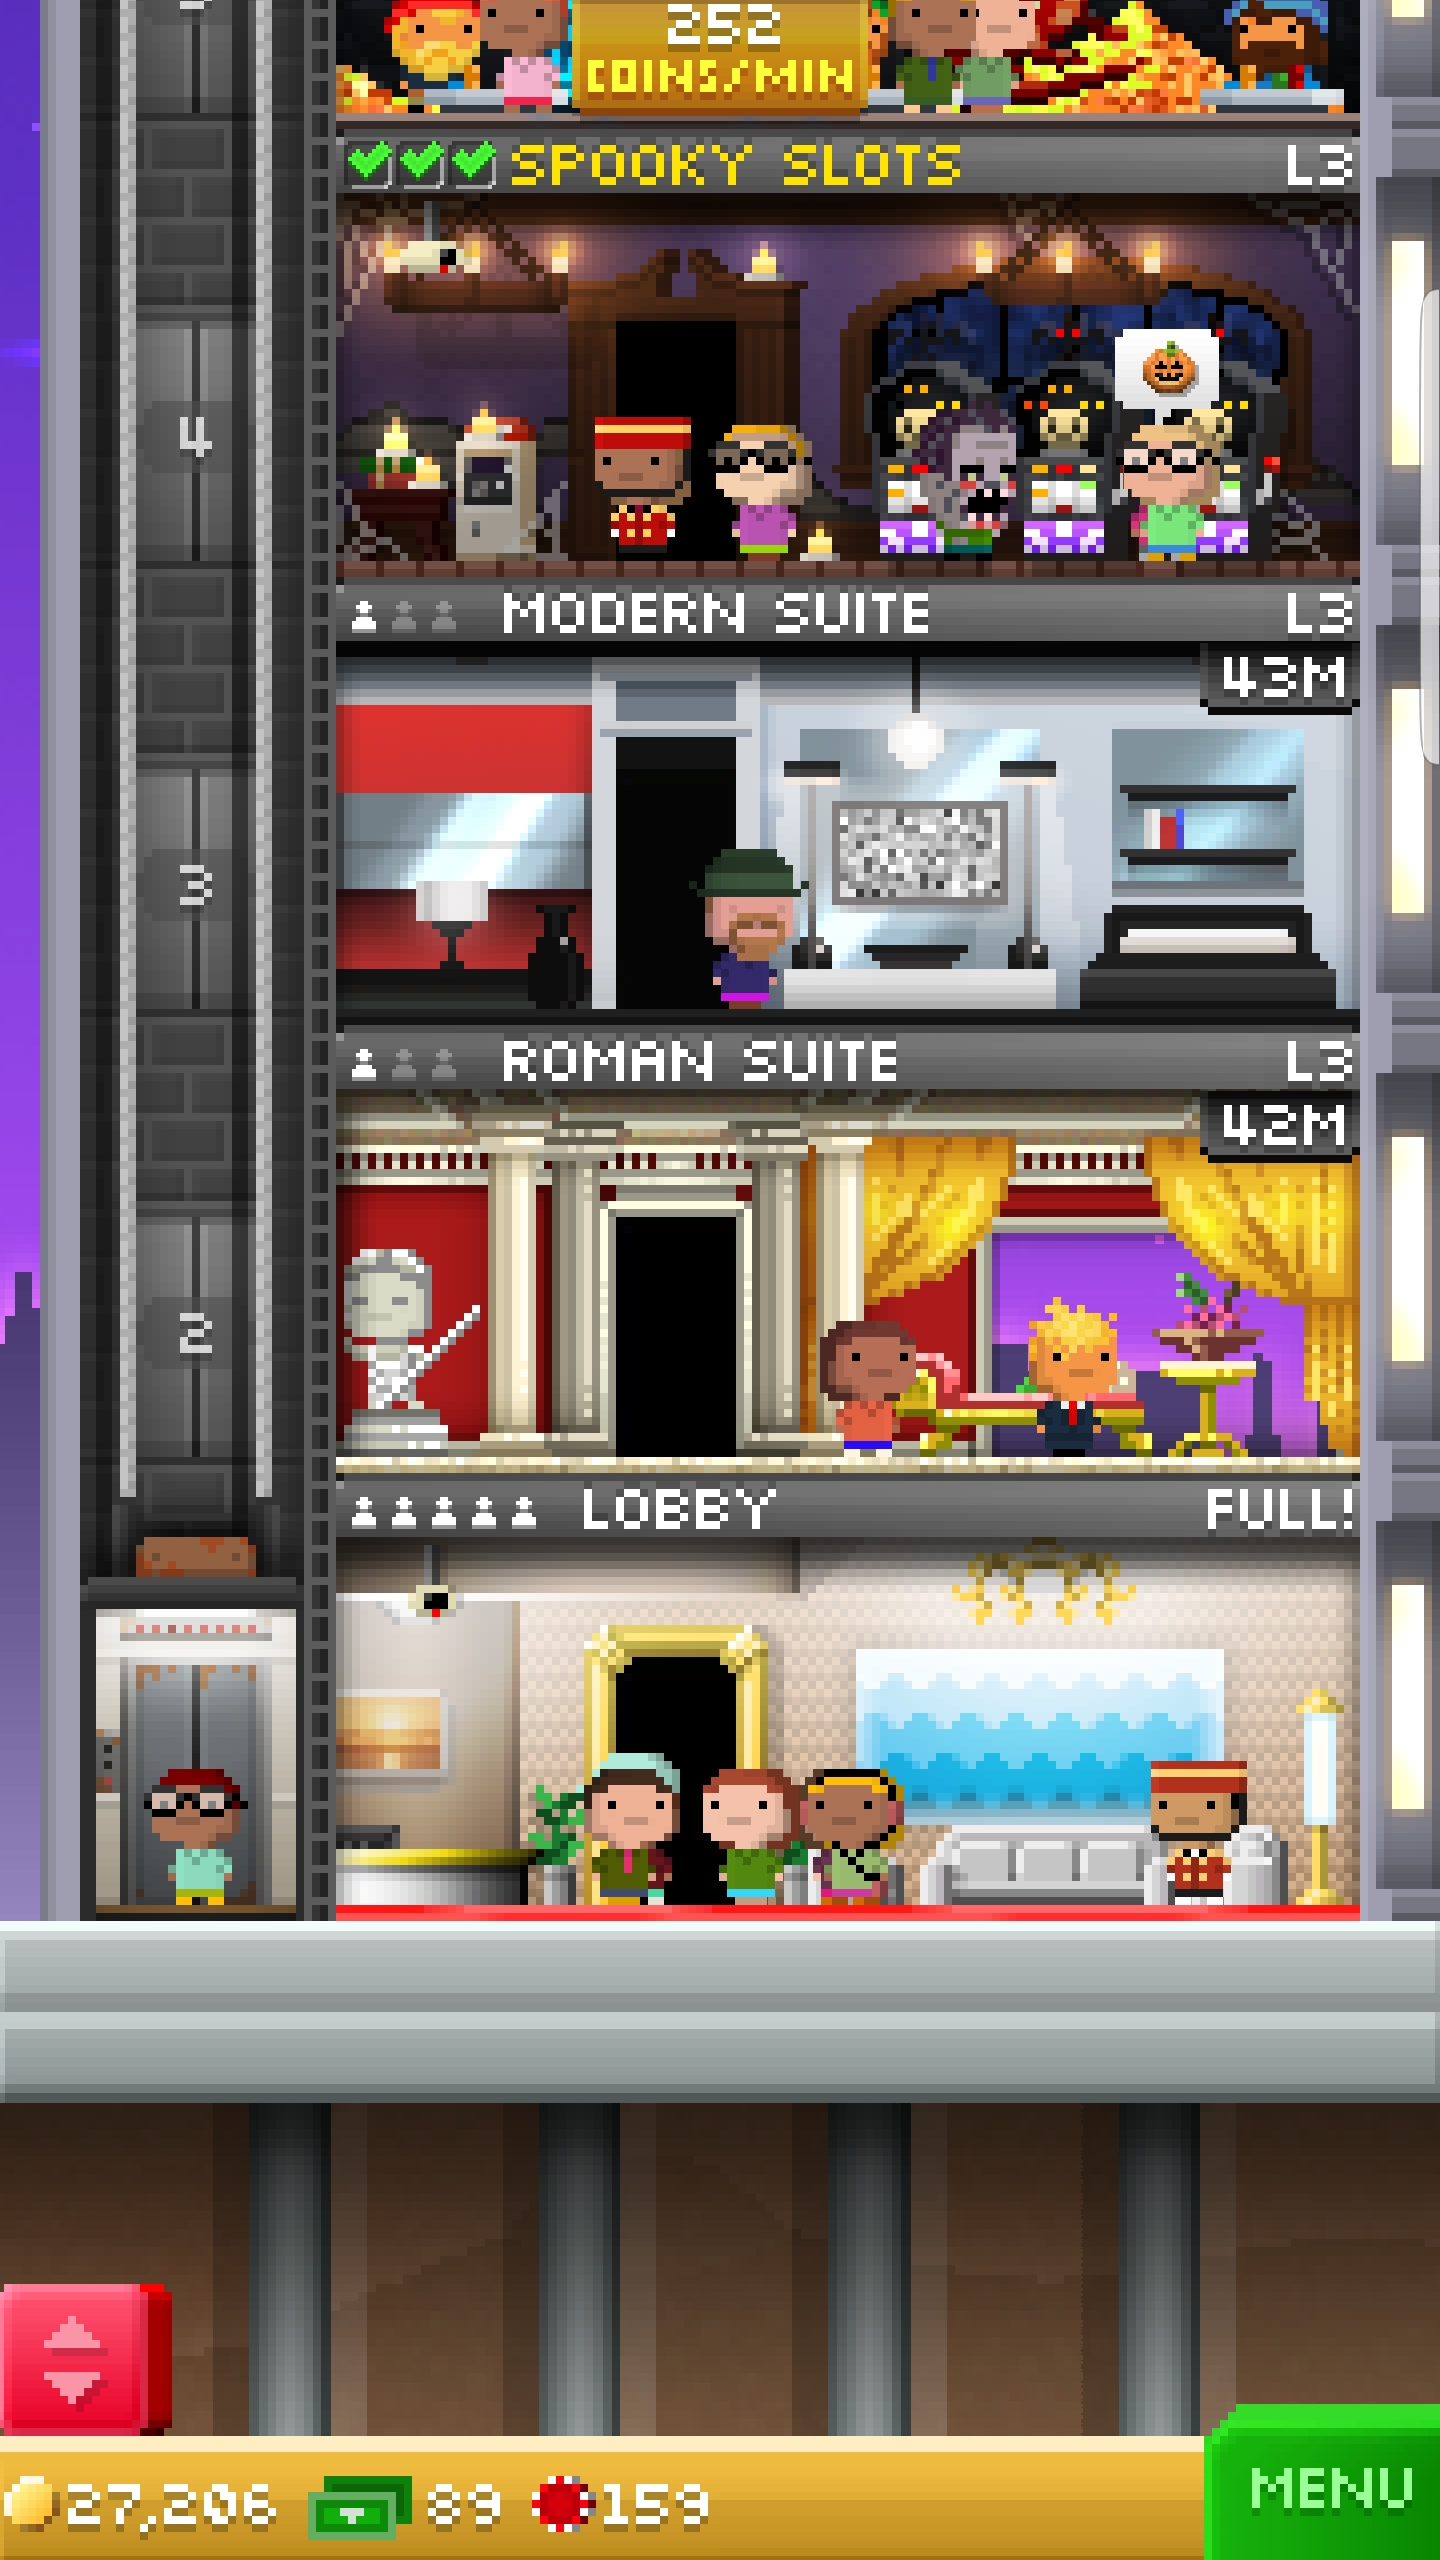 252
COINS/MIN
SPOOKY SLOTS L3
4
MODERN SUITE L3
43M
3
ROMAN SUITE L3
42M
2
LOBBY FULL!
27,206 89 159
MENU